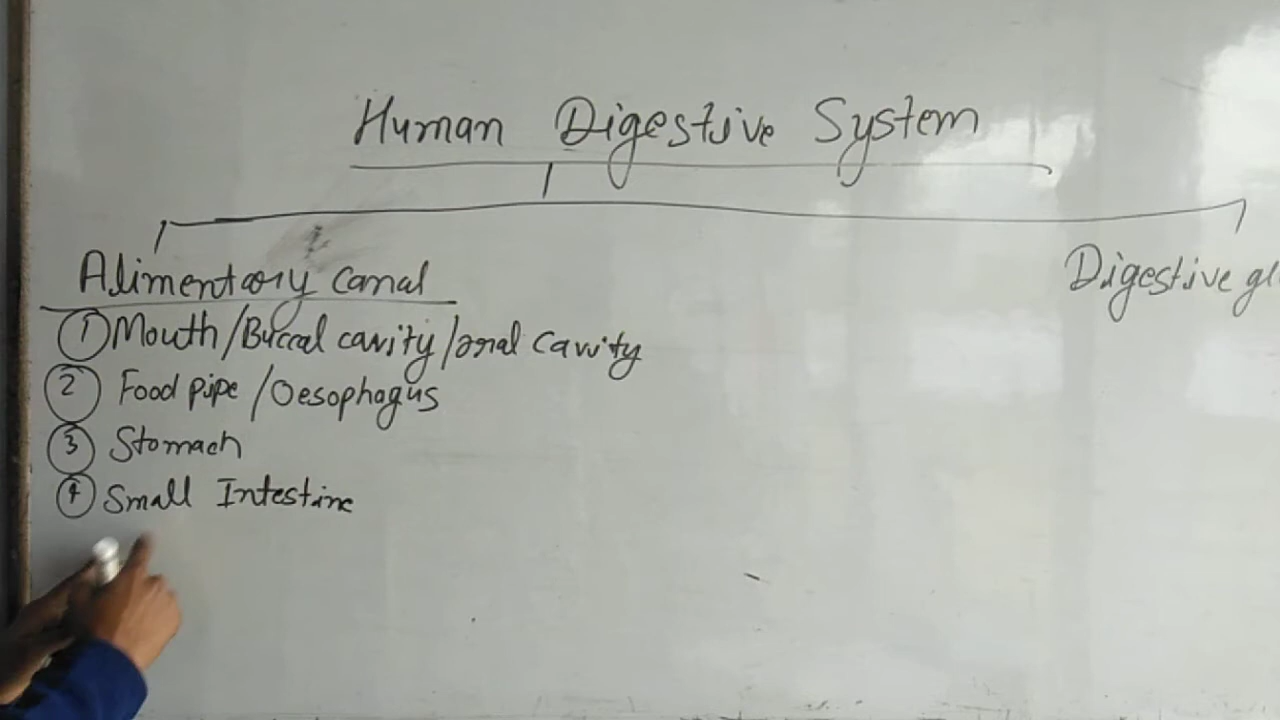 Human Digestive System
Alimentary canal
Digestive gl
① Mouth/Buccal cavity/oral cavity
② Food pipe/Oesophagus
③ Stomach
④ Small Intestine